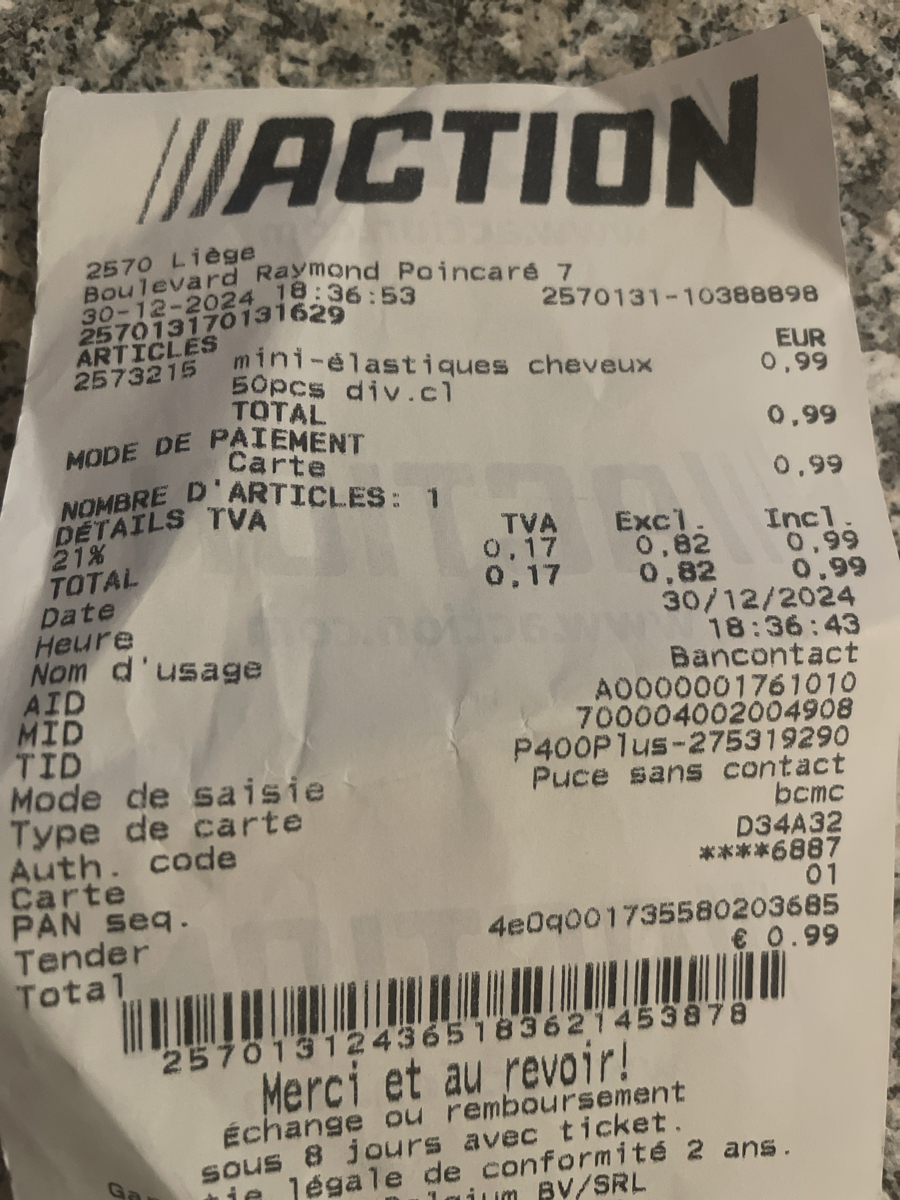 ///ACTION
2570 Liège
Boulevard Raymond Poincaré 7
30-12-2024 18:36:53 2570131-10388898
257013170131629
ARTICLES EUR
2573215 mini-élastiques cheveux 0,99
50pcs div.cl
TOTAL 0,99
MODE DE PAIEMENT
Carte 0,99
NOMBRE D'ARTICLES: 1
DÉTAILS TVA TVA Excl. Incl.
21% 0,17 0,82 0,99
TOTAL 0,17 0,82 0,99
Date 30/12/2024
Heure 18:36:43
Nom d'usage Bancontact
AID A0000001761010
MID 700004002004908
TID P400Plus-275319290
Mode de saisie Puce sans contact
Type de carte bcmc
Auth. code D34A32
Carte ****6887
PAN seq. 01
Tender 4e0q001735580203685
Total € 0.99
257013124365183621453878
Merci et au revoir!
Échange ou remboursement
sous 8 jours avec ticket.
légale de conformité 2 ans.
BV/SRL